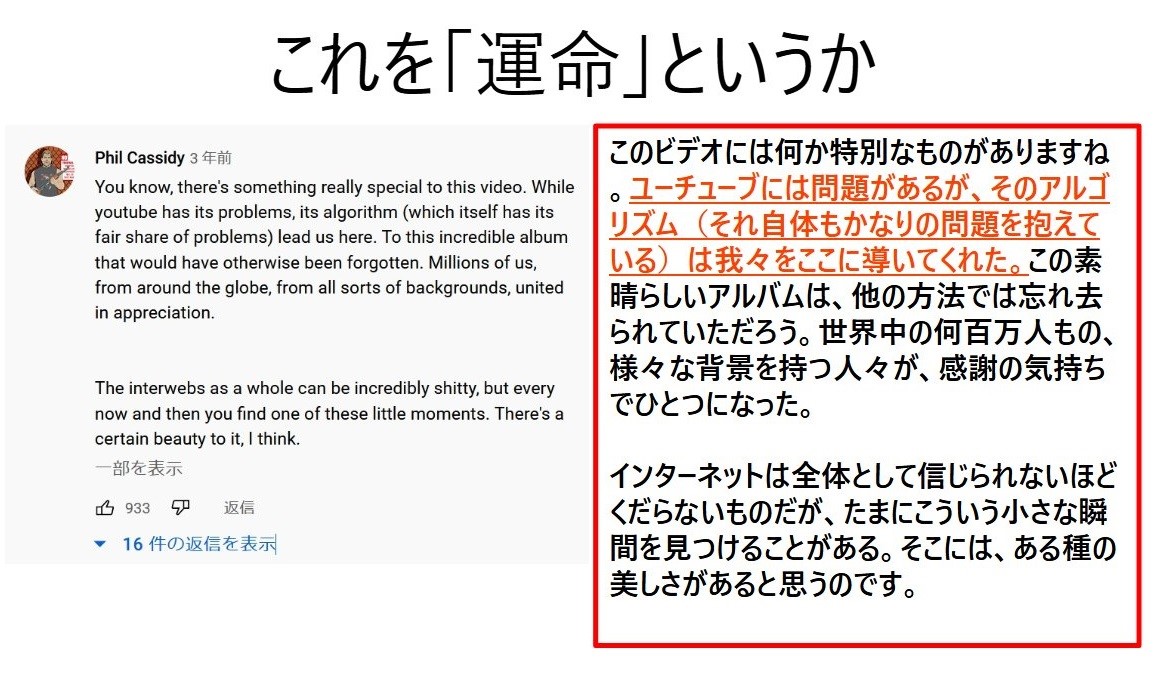 これを「運命」というか
Phil Cassidy 3 年前
You know, there's something really special to this video. While
youtube has its problems, its algorithm (which itself has its
fair share of problems) lead us here. To this incredible album
that would have otherwise been forgotten. Millions of us,
from around the globe, from all sorts of backgrounds, united
in appreciation.
The interwebs as a whole can be incredibly shitty, but every
now and then you find one of these little moments. There's a
certain beauty to it, I think.
一部を表示
933 返信
16 件の返信を表示
このビデオには何か特別なものがありますね
。ユーチューブには問題があるが、そのアルゴ
リズム（それ自体もかなりの問題を抱えて
いる）は我々をここに導いてくれた。この素
晴らしいアルバムは、他の方法では忘れ去
られていただろう。世界中の何百万人もの、
様々な背景を持つ人々が、感謝の気持ち
でひとつになった。
インターネットは全体として信じられないほど
くだらないものだが、たまにこういう小さな瞬
間を見つけることがある。そこには、ある種の
美しさがあると思うのです。